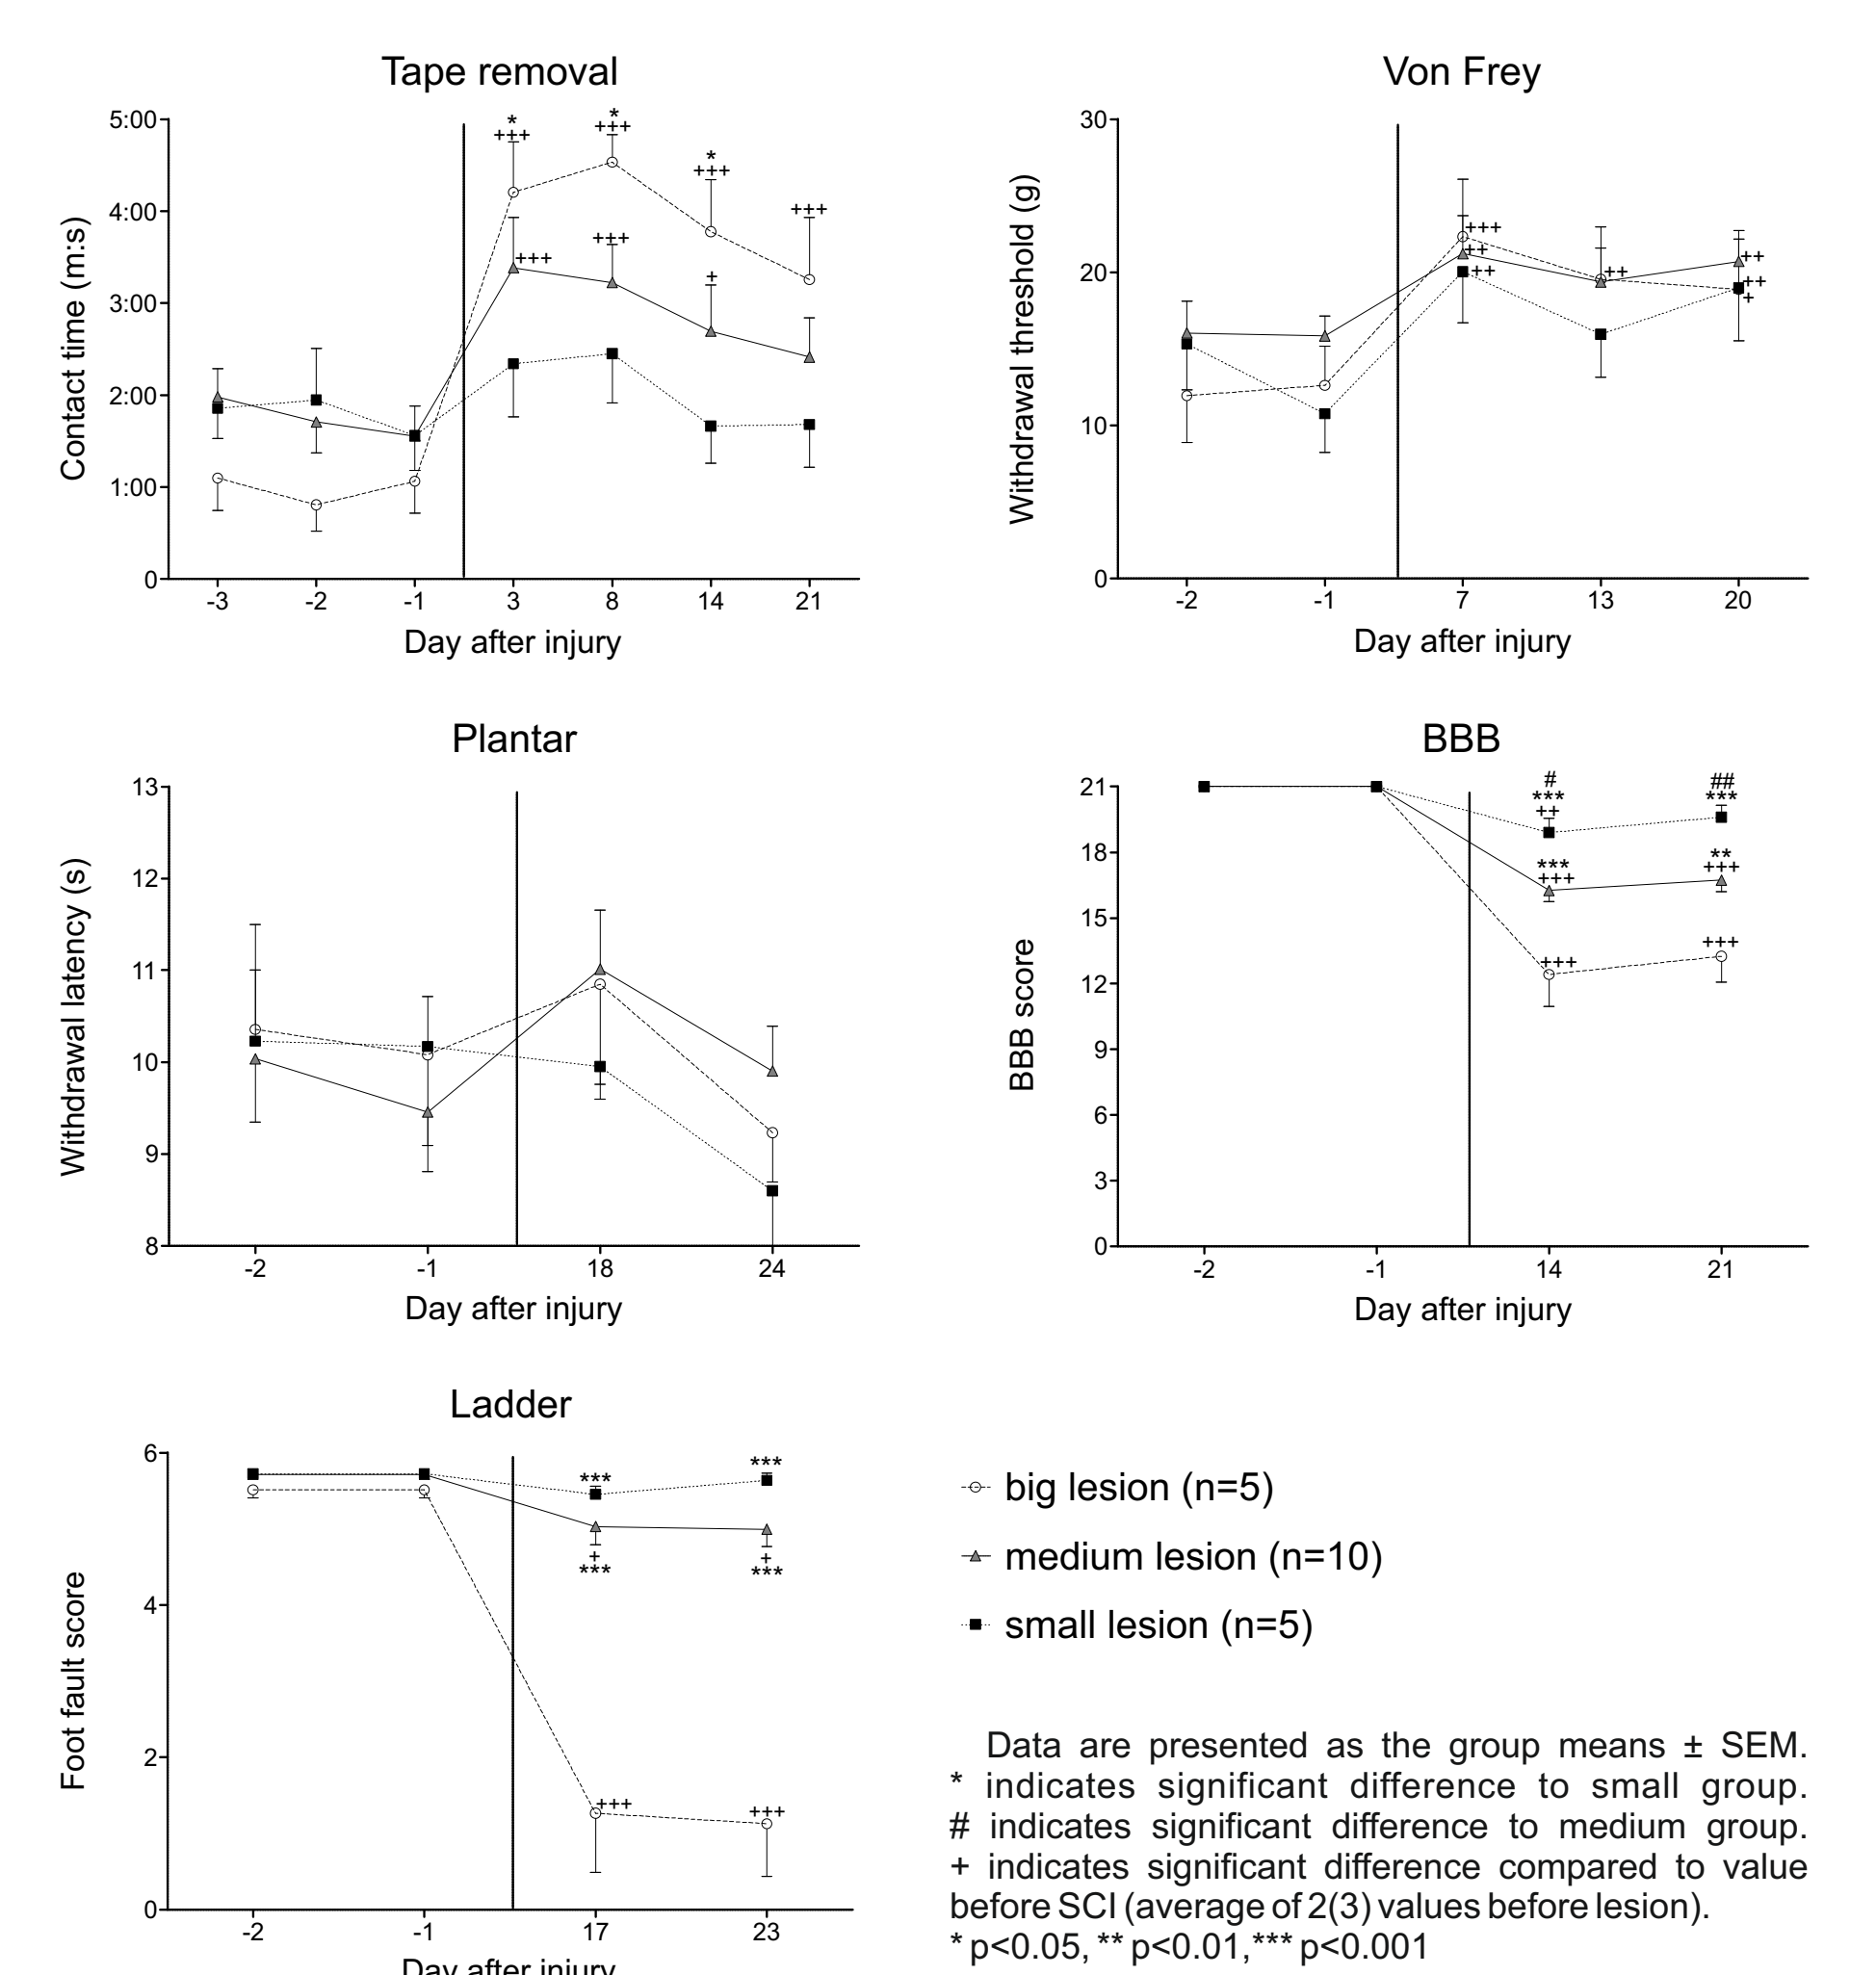 Tape removal
5:00
4:00
3:00
2:00
1:00
0
Contact time (m:s)
*
+++
*
+++
*
+++
+++
+++
+++
+
-3 -2 -1 3 8 14 21
Day after injury
Von Frey
30
20
10
0
Withdrawal threshold (g)
+++
++
++
++
++
++
+
-2 -1 7 13 20
Day after injury
Plantar
13
12
11
10
9
8
Withdrawal latency (s)
-2 -1 18 24
Day after injury
BBB
21
18
15
12
9
6
3
0
BBB score
#
***
++
##
***
***
+++
**
+++
+++
+++
-2 -1 14 21
Day after injury
Ladder
6
4
2
0
Foot fault score
***
***
+
***
+
***
+++
+++
-2 -1 17 23
Day after injury
big lesion (n=5)
medium lesion (n=10)
small lesion (n=5)
Data are presented as the group means ± SEM.
* indicates significant difference to small group.
# indicates significant difference to medium group.
+ indicates significant difference compared to value
before SCI (average of 2(3) values before lesion).
* p<0.05, ** p<0.01,*** p<0.001